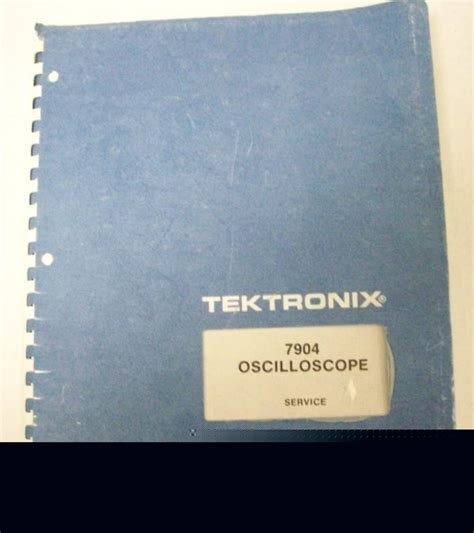 TEKTRONIX®
7904
OSCILLOSCOPE
SERVICE